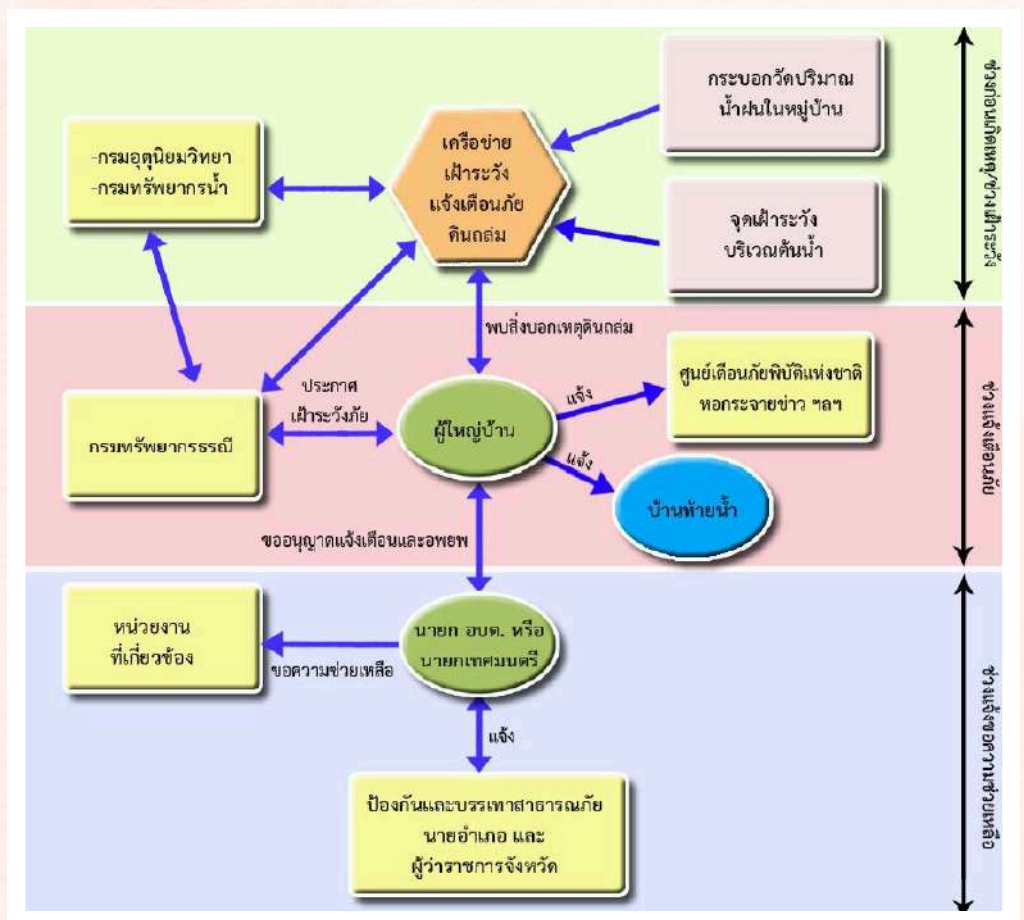 กระบอกวัดปริมาณ
น้ำฝนในหมู่บ้าน
-กรมอุตุนิยมวิทยา
-กรมทรัพยากรน้ำ
เครือข่าย
เฝ้าระวัง
แจ้งเตือนภัย
ดินถล่ม
จุดเฝ้าระวัง
บริเวณต้นน้ำ
ช่วงก่อนเกิดเหตุ/ช่วงเฝ้าระวัง
พบสิ่งบอกเหตุดินถล่ม
ประกาศ
เฝ้าระวังภัย
กรมทรัพยากรธรณี
ผู้ใหญ่บ้าน
แจ้ง
ศูนย์เตือนภัยพิบัติแห่งชาติ
หอกระจายข่าว ฯลฯ
แจ้ง
บ้านท้ายน้ำ
ช่วงแจ้งเตือนภัย
ขออนุญาตแจ้งเตือนและอพยพ
หน่วยงาน
ที่เกี่ยวข้อง
ขอความช่วยเหลือ
นายก อบต. หรือ
นายกเทศมนตรี
แจ้ง
ป้องกันและบรรเทาสาธารณภัย
นายอำเภอ และ
ผู้ว่าราชการจังหวัด
ช่วงแจ้งขอความช่วยเหลือ